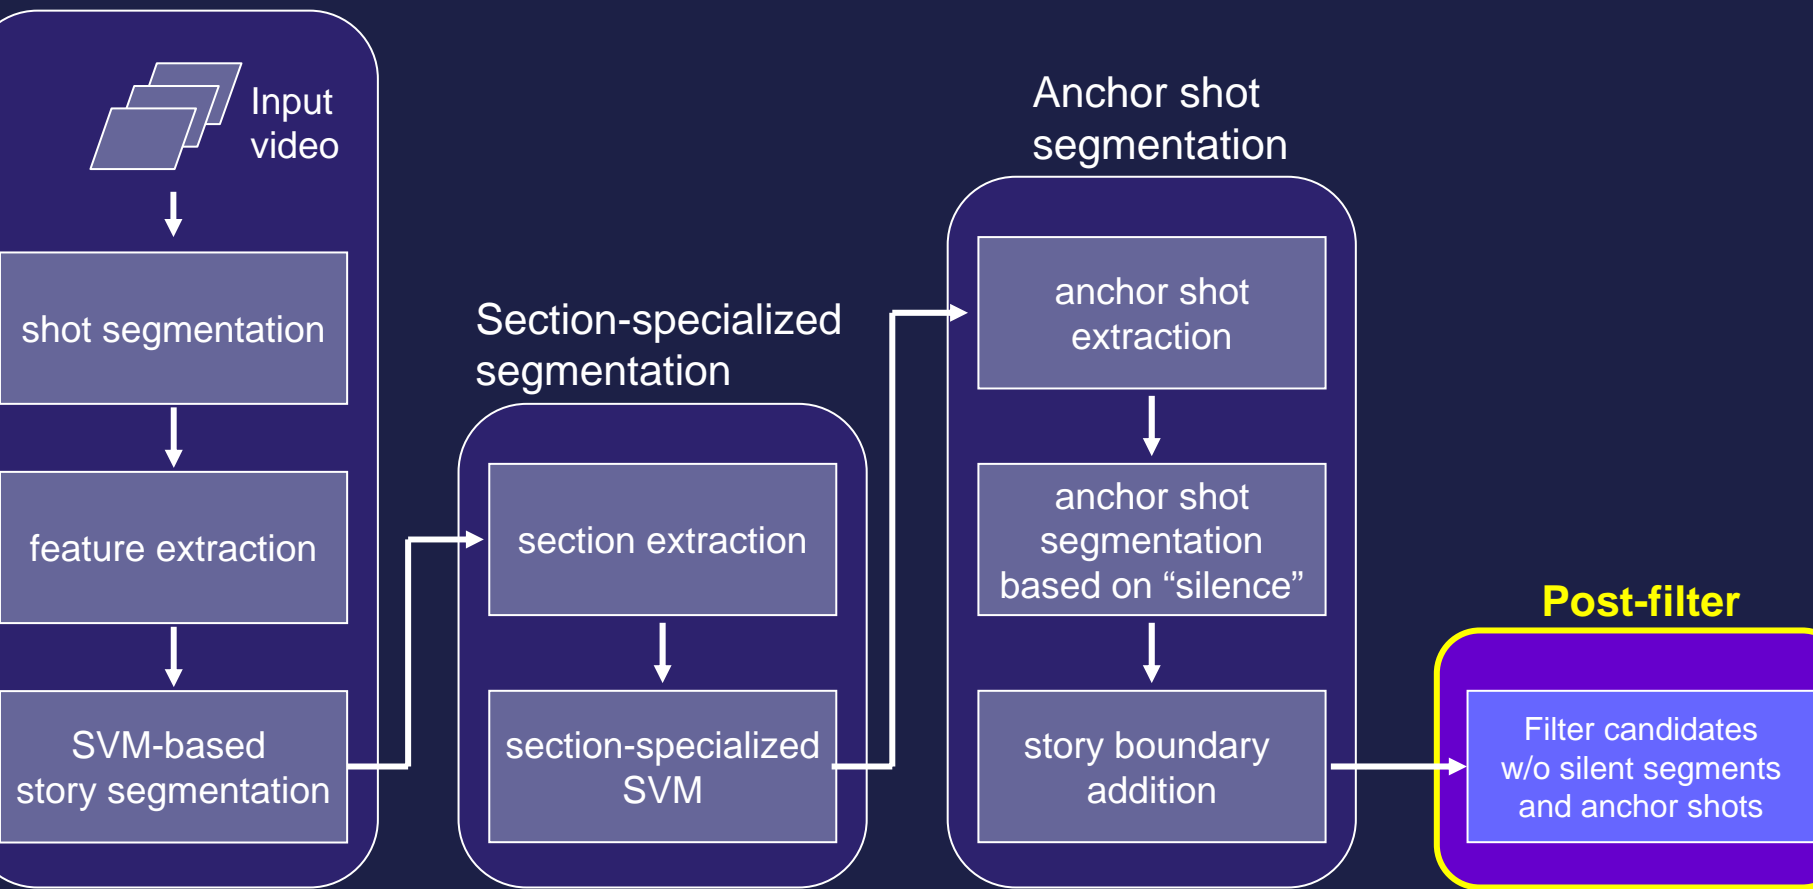 Input
video
shot segmentation
feature extraction
SVM-based
story segmentation
Section-specialized
segmentation
section extraction
section-specialized
SVM
Anchor shot
segmentation
anchor shot
extraction
anchor shot
segmentation
based on “silence”
story boundary
addition
Post-filter
Filter candidates
w/o silent segments
and anchor shots